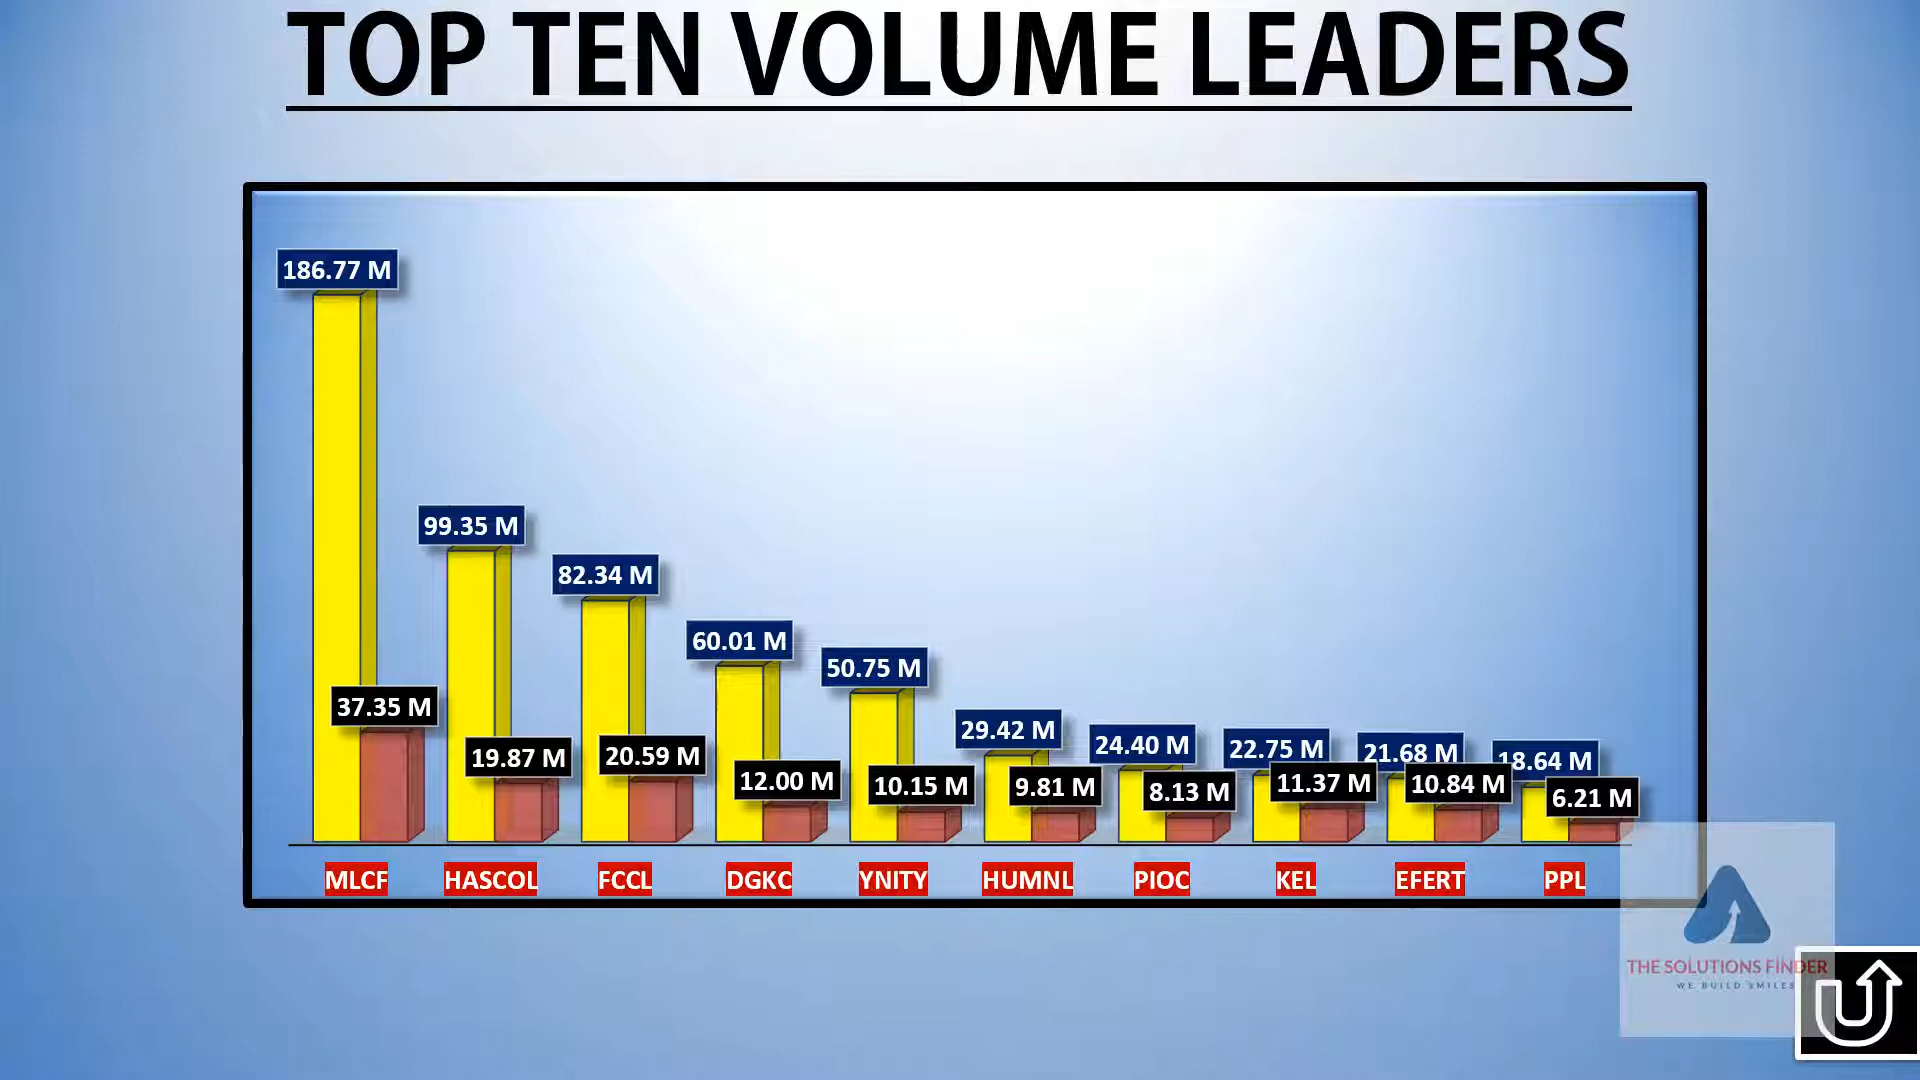 TOP TEN VOLUME LEADERS
186.77 M
99.35 M
82.34 M
60.01 M
50.75 M
29.42 M
24.40 M
22.75 M
21.68 M
18.64 M
37.35 M
19.87 M
20.59 M
12.00 M
10.15 M
9.81 M
8.13 M
11.37 M
10.84 M
6.21 M
MLCF HASCOL FCCL DGKC YNITY HUMNL PIOC KEL EFERT PPL
THE SOLUTIONS FINDER
WE BUILD SMILES